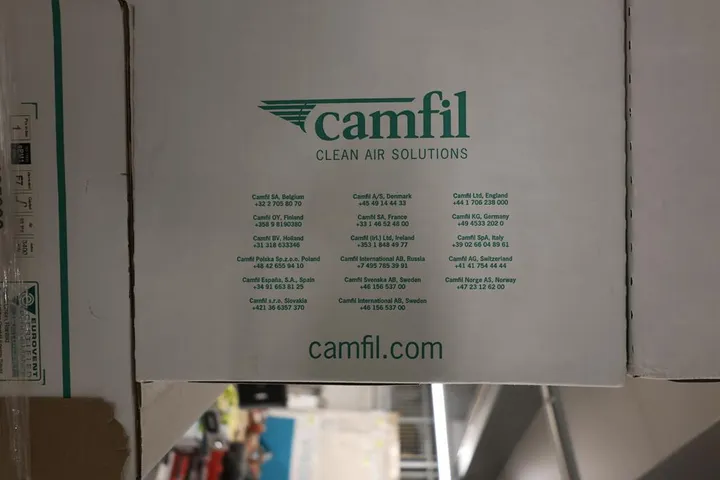 camfil
CLEAN AIR SOLUTIONS
Camfil SA, Belgien
+32 3 705 80 70
Camfil OY, Finland
+358 9 8190380
Camfil BV, Holland
+31 318 633346
Camfil Polska Sp.z.o.o. Poland
+48 42 655 94 10
Camfil España, S.A., Spain
+34 91 663 81 25
Camfil s.r.o, Slovakia
+421 36 6357 370
Camfil A/S, Denmark
+45 49 14 44 33
Camfil SA, France
+33 1 46 52 48 00
Camfil (Irl.) Ltd, Ireland
+353 1 848 49 77
Camfil International AB, Russia
+7 495 785 39 91
Camfil Svenska AB, Sweden
+46 156 537 00
Camfil International AB, Sweden
+46 156 537 00
Camfil Ltd, England
+44 1 706 238 000
Camfil KG, Germany
+49 4533 202 0
Camfil SpA, Italy
+39 02 66 04 89 61
Camfil AG, Switzerland
+41 41 754 44 44
Camfil Norge AS, Norway
+47 23 12 62 00
camfil.com
EUROVENT